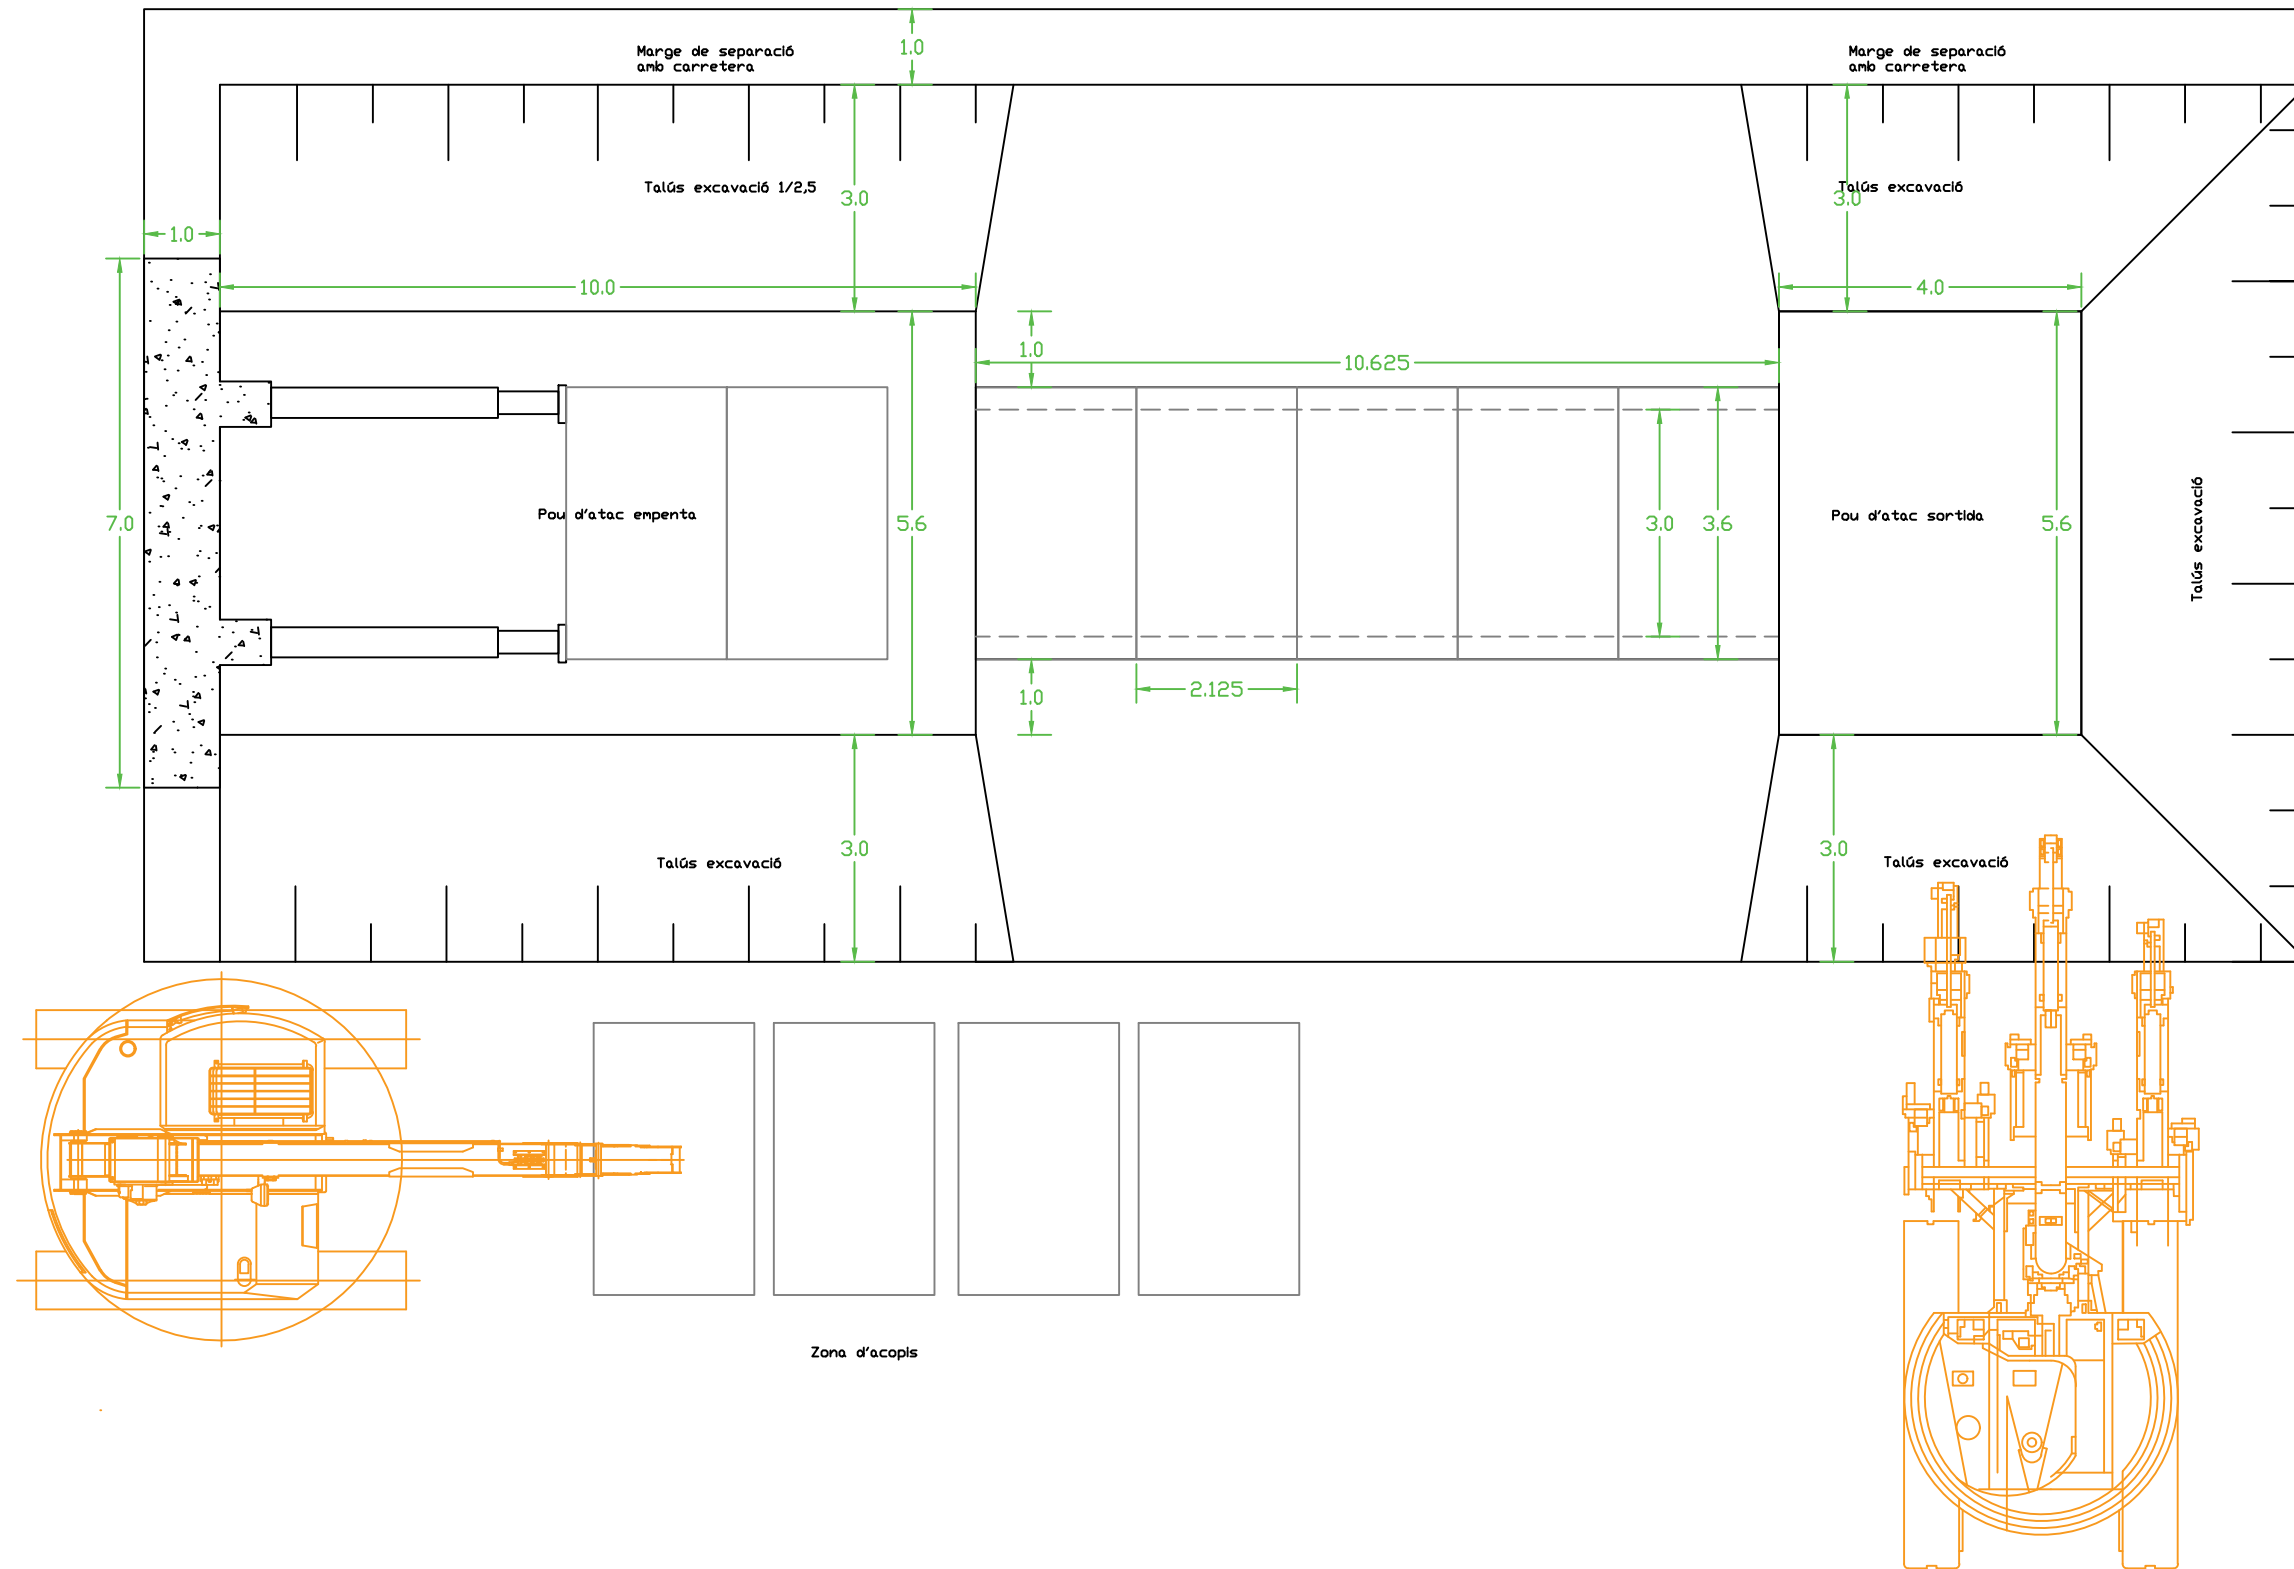 1.0
Marge de separació
amb carretera
Marge de separació
amb carretera
Talús excavació 1/2,5
3.0
Talús excavació
3.0
1.0
10.0
4.0
1.0
10.625
7.0
Pou d'atac empenta
5.6
3.0
3.6
Pou d'atac sortida
5.6
Talús excavació
2.125
1.0
Talús excavació
3.0
3.0
Talús excavació
Zona d'acopis